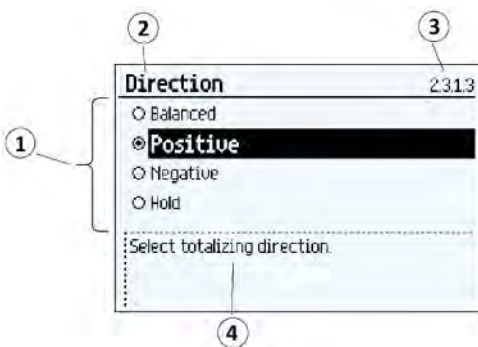 2 3
Direction 2.3.1.3
Balanced
1 Positive
Negative
Hold
Select totalizing direction.
4